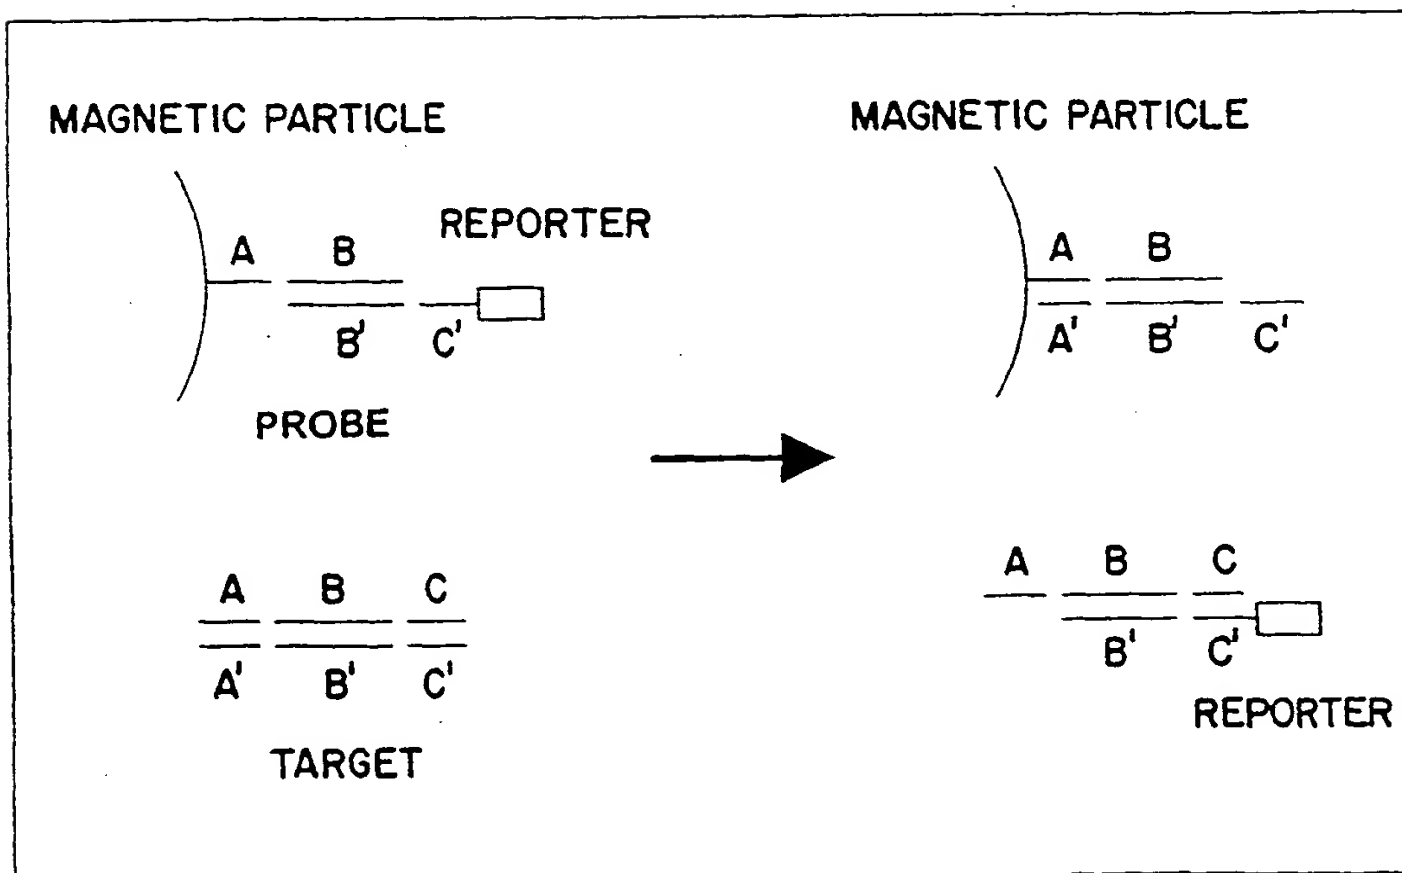 MAGNETIC PARTICLE
A B REPORTER
B' C'
PROBE
A B C
A' B' C'
TARGET
MAGNETIC PARTICLE
A B
A' B' C'
A B C
B' C'
REPORTER